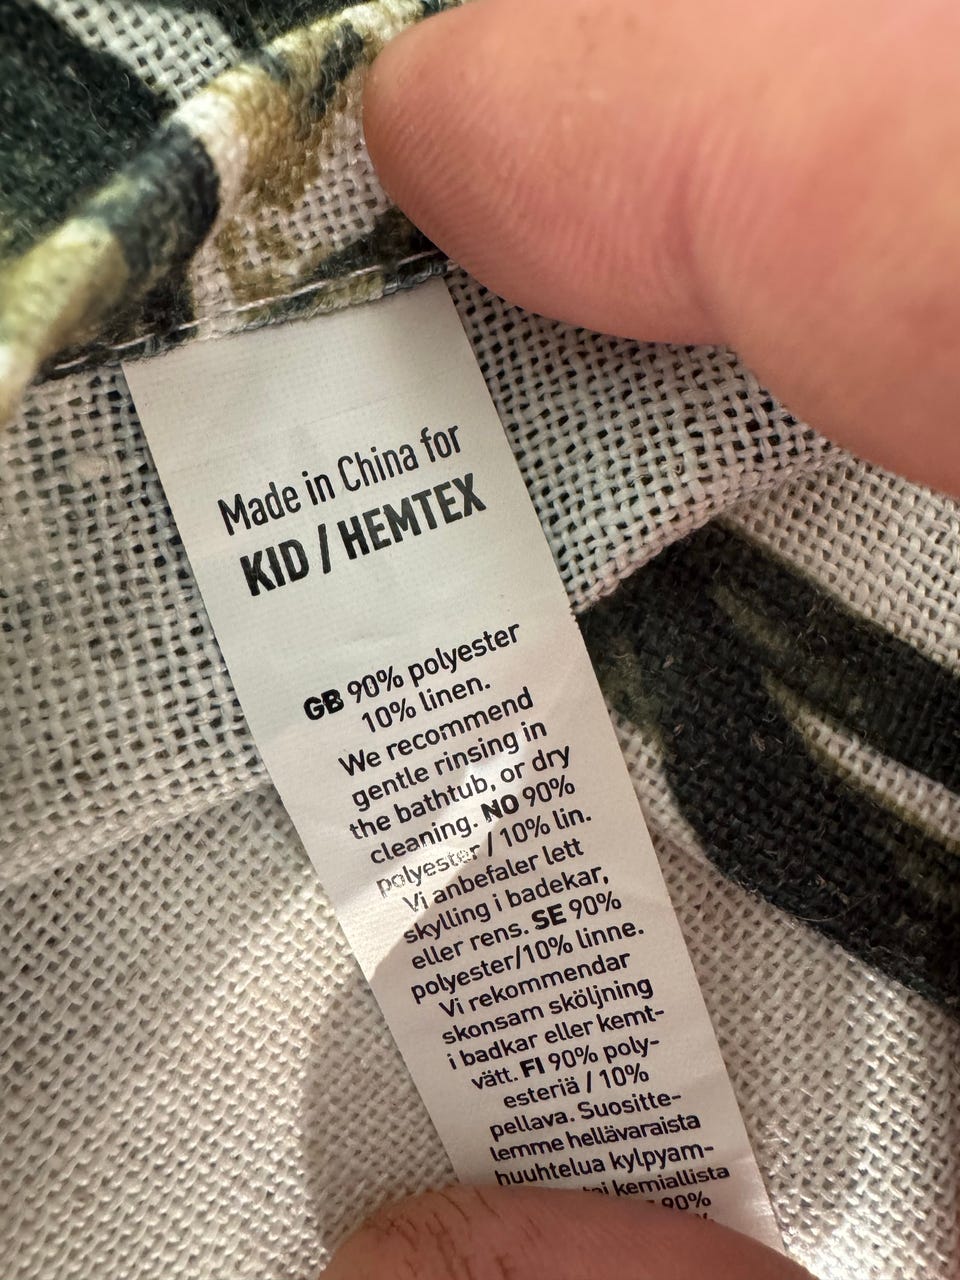 Made in China for
KID / HEMTEX
GB 90% polyester
10% linen.
We recommend
gentle rinsing in
the bathtub, or dry
cleaning. NO 90%
polyester / 10% lin.
Vi anbefaler lett
skylling i badekar,
eller rens. SE 90%
polyester/10% linne.
Vi rekommendar
skonsam sköljning
i badkar eller kemt-
vätt. FI 90% poly-
esteriä / 10%
pellava. Suositte-
lemme hellävaraista
huuhtelua kylpyam-
kemiallista
90%